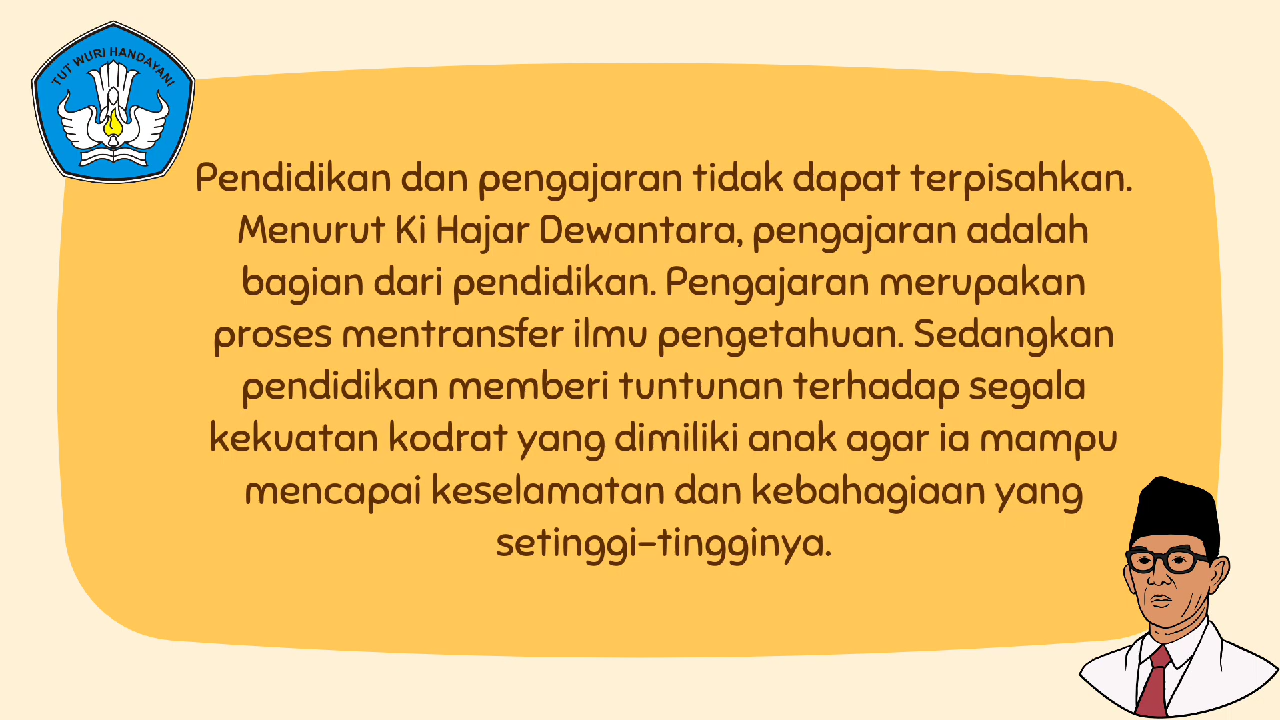 TUT WURI HANDAYANI
Pendidikan dan pengajaran tidak dapat terpisahkan.
Menurut Ki Hajar Dewantara, pengajaran adalah
bagian dari pendidikan. Pengajaran merupakan
proses mentransfer ilmu pengetahuan. Sedangkan
pendidikan memberi tuntunan terhadap segala
kekuatan kodrat yang dimiliki anak agar ia mampu
mencapai keselamatan dan kebahagiaan yang
setinggi-tingginya.